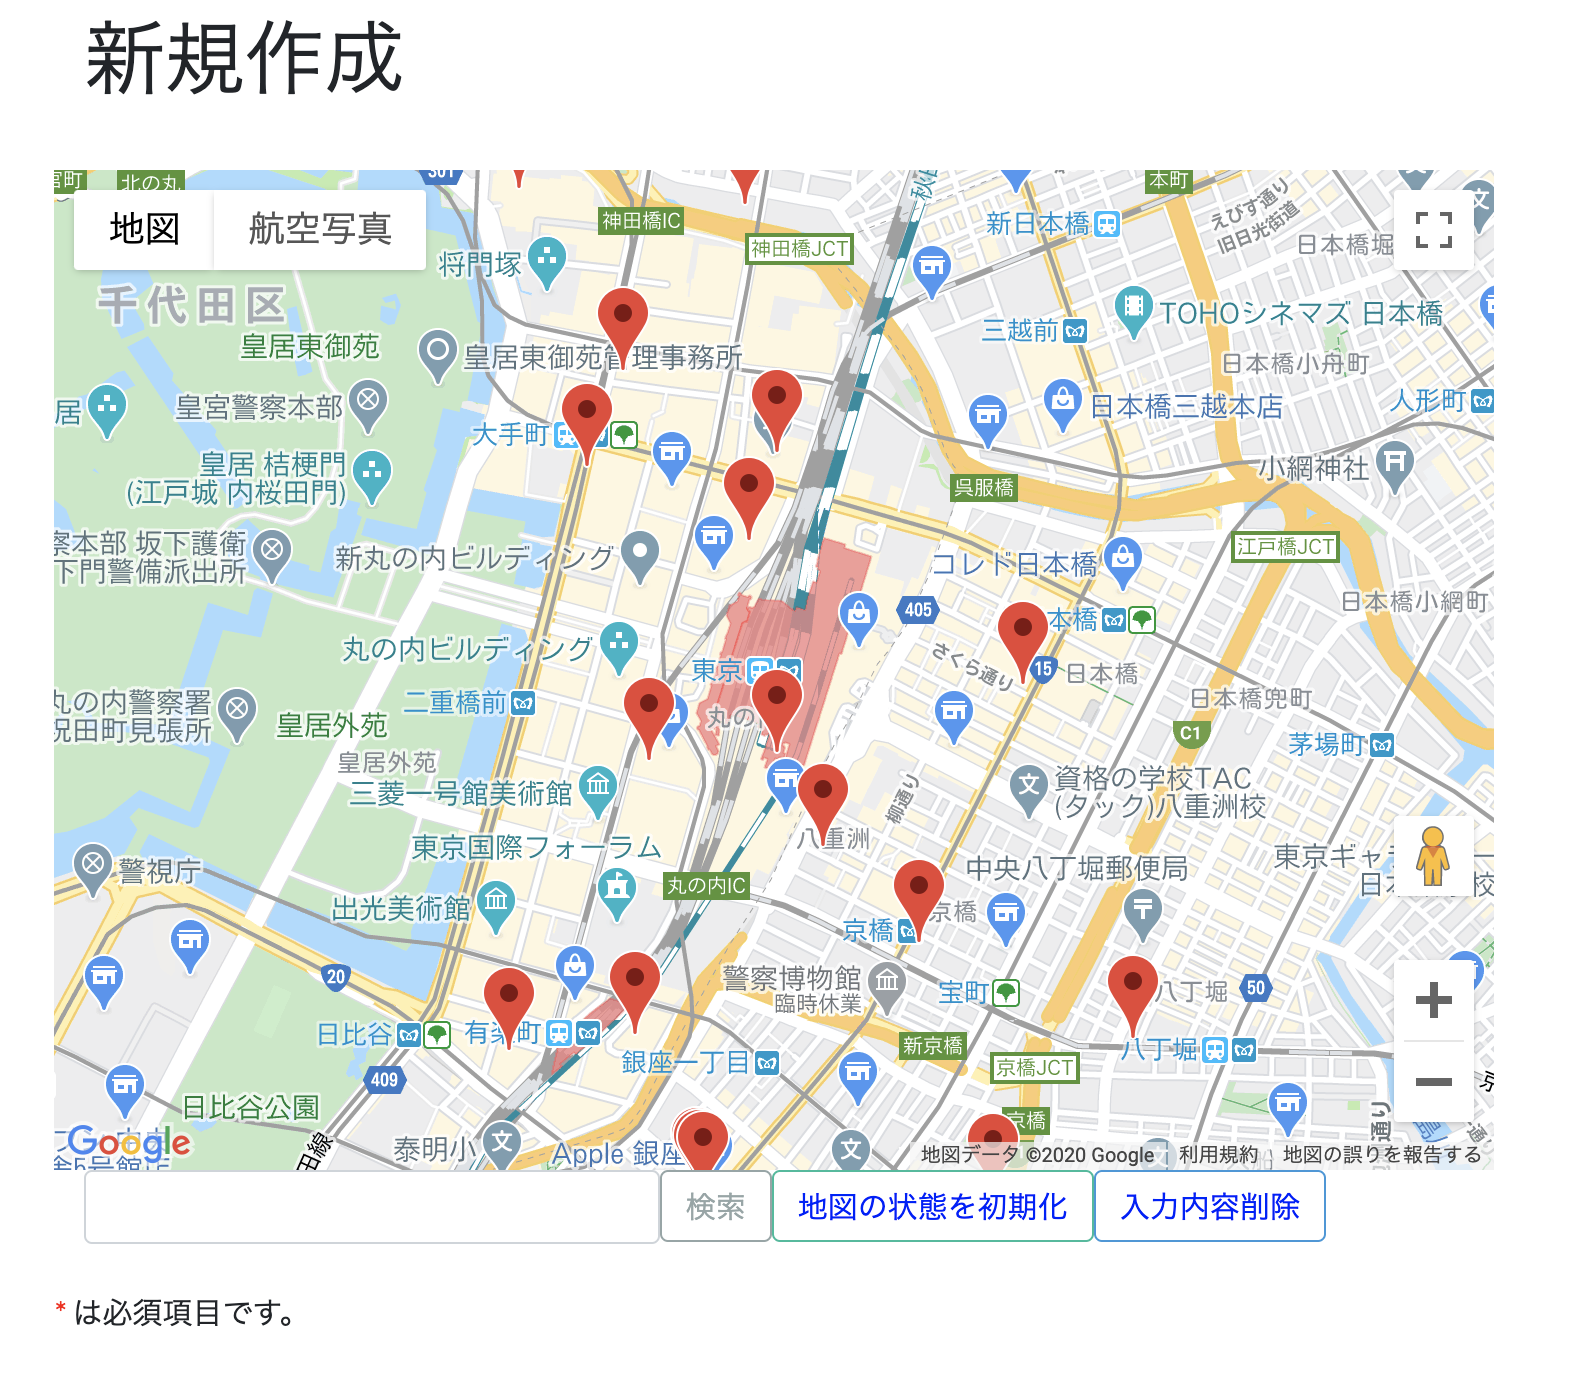 新規作成
301
北の丸
本町
地図
航空写真
神田橋IC
神田橋JCT
新日本橋
えびす通り
旧日光街道
日本橋堀
将門塚
千代田区
TOHOシネマズ 日本橋
三越前
皇居東御苑
皇居東御苑管理事務所
日本橋小舟町
人形町
居
皇宮警察本部
日本橋三越本店
大手町
皇居 桔梗門
(江戸城 内桜田門)
小網神社
呉服橋
江戸橋JCT
察本部 坂下護衛
下門警備派出所
新丸の内ビルディング
コレド日本橋
405
本橋
日本橋小網町
丸の内ビルディング
さくら通り
東京
15
日本橋
丸の内警察署
祝田町見張所
二重橋前
皇居外苑
丸の
日本橋兜町
C1
茅場町
皇居外苑
三菱一号館美術館
柳通り
資格の学校TAC
(タック)八重洲校
八重洲
東京国際フォーラム
警視庁
中央八丁堀郵便局
東京ギャラ
日本
校
丸の内IC
出光美術館
京橋
京橋
20
警察博物館
臨時休業
宝町
八丁堀
50
日比谷
有楽町
新京橋
八丁堀
銀座一丁目
京橋JCT
409
日比谷公園
京橋
通り
Google
田線
泰明小
Apple 銀座
地図データ ©2020 Google
利用規約
地図の誤りを報告する
検索
地図の状態を初期化
入力内容削除
* は必須項目です。